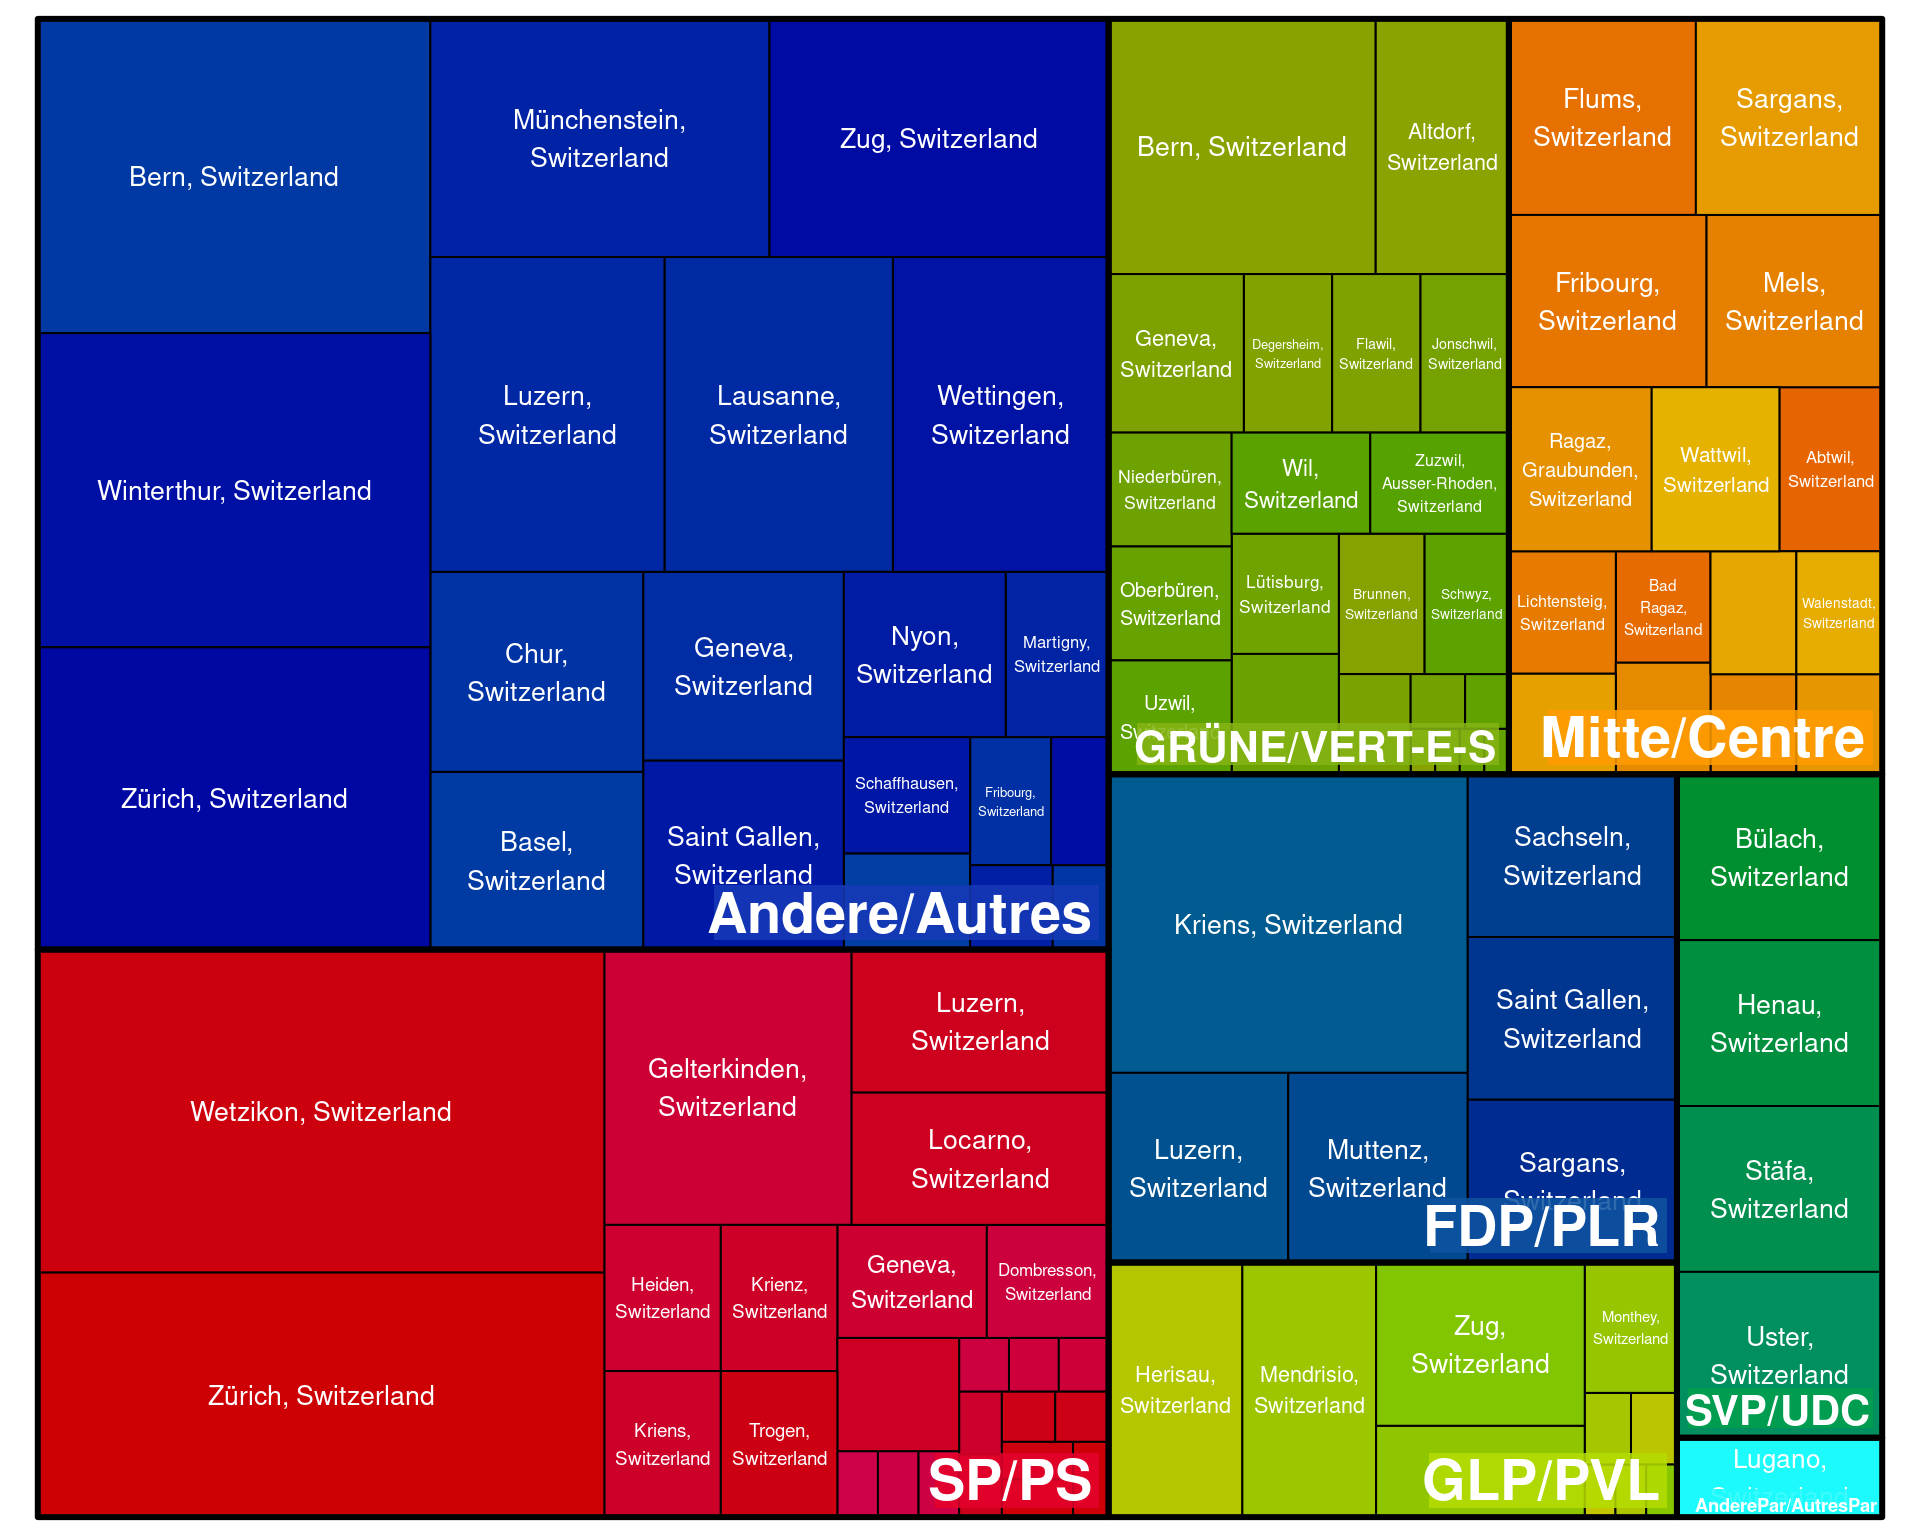 Bern, Switzerland
Münchenstein,
Switzerland
Zug, Switzerland
Winterthur, Switzerland
Zürich, Switzerland
Luzern,
Switzerland
Lausanne,
Switzerland
Wettingen,
Switzerland
Chur,
Switzerland
Geneva,
Switzerland
Nyon,
Switzerland
Martigny,
Switzerland
Basel,
Switzerland
Saint Gallen,
Switzerland
Schaffhausen,
Switzerland
Fribourg,
Switzerland
Andere/Autres
Bern, Switzerland
Altdorf,
Switzerland
Geneva,
Switzerland
Degersheim,
Switzerland
Flawil,
Switzerland
Jonschwil,
Switzerland
Niederbüren,
Switzerland
Wil,
Switzerland
Zuzwil,
Ausser-Rhoden,
Switzerland
Oberbüren,
Switzerland
Lütisburg,
Switzerland
Brunnen,
Switzerland
Schwyz,
Switzerland
Uzwil,
Switzerland
GRÜNE/VERT-E-S
Flums,
Switzerland
Sargans,
Switzerland
Fribourg,
Switzerland
Mels,
Switzerland
Ragaz,
Graubunden,
Switzerland
Wattwil,
Switzerland
Abtwil,
Switzerland
Lichtensteig,
Switzerland
Bad
Ragaz,
Switzerland
Walenstadt,
Switzerland
Mitte/Centre
Wetzikon, Switzerland
Zürich, Switzerland
Gelterkinden,
Switzerland
Luzern,
Switzerland
Locarno,
Switzerland
Heiden,
Switzerland
Krienz,
Switzerland
Geneva,
Switzerland
Dombresson,
Switzerland
Kriens,
Switzerland
Trogen,
Switzerland
SP/PS
Kriens, Switzerland
Sachseln,
Switzerland
Saint Gallen,
Switzerland
Luzern,
Switzerland
Muttenz,
Switzerland
Sargans,
Switzerland
FDP/PLR
Bülach,
Switzerland
Henau,
Switzerland
Stäfa,
Switzerland
Uster,
Switzerland
SVP/UDC
Herisau,
Switzerland
Mendrisio,
Switzerland
Zug,
Switzerland
Monthey,
Switzerland
GLP/PVL
Lugano,
Switzerland
AnderePar/AutresPar